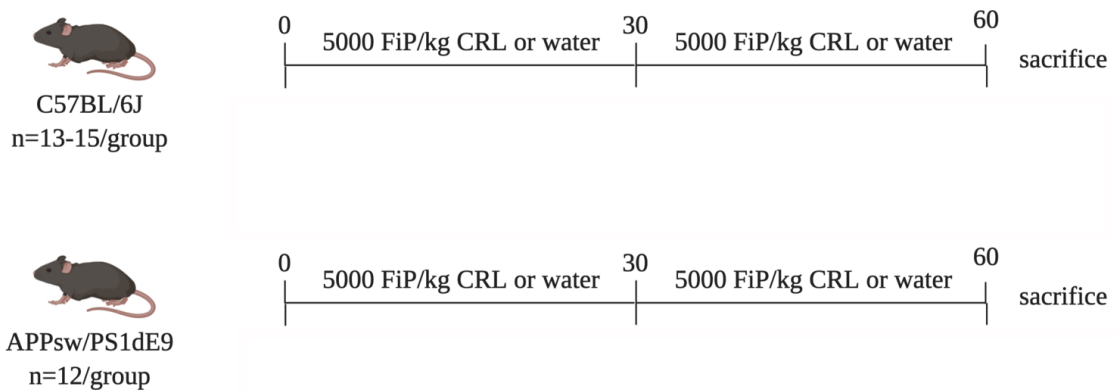 0 30 60
5000 FiP/kg CRL or water 5000 FiP/kg CRL or water
sacrifice
C57BL/6J
n=13-15/group
0 30 60
5000 FiP/kg CRL or water 5000 FiP/kg CRL or water
sacrifice
APPsw/PS1dE9
n=12/group